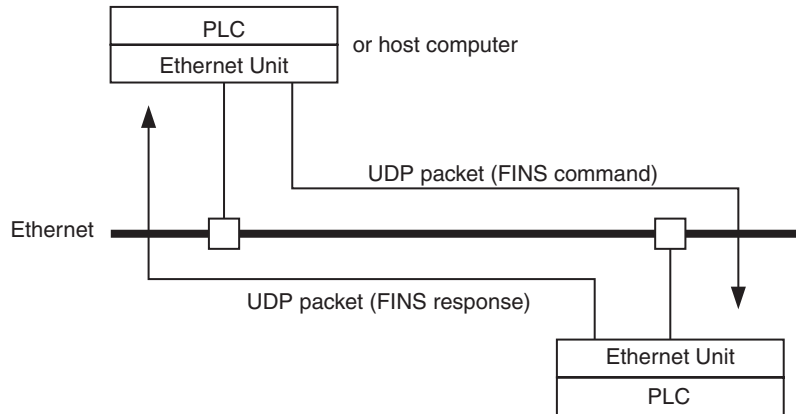 PLC
or host computer
Ethernet Unit
UDP packet (FINS command)
Ethernet
UDP packet (FINS response)
Ethernet Unit
PLC